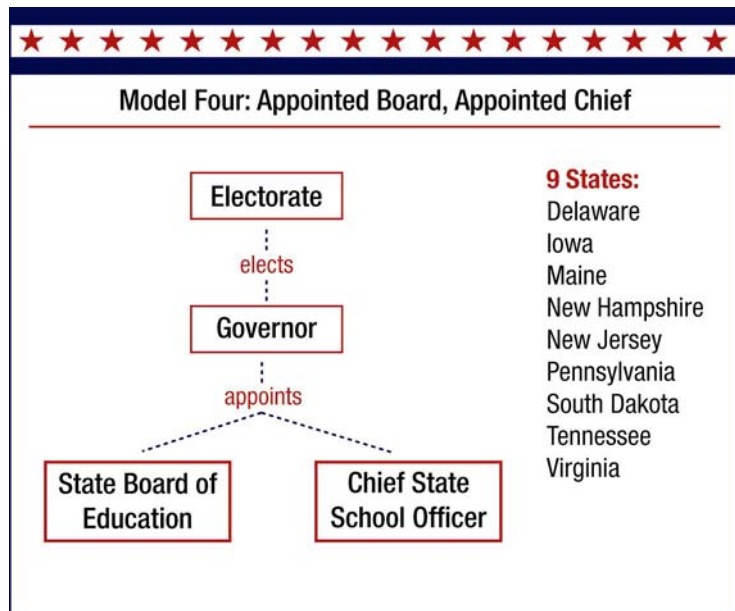 Model Four: Appointed Board, Appointed Chief
Electorate
elects
Governor
appoints
State Board of
Education
Chief State
School Officer
9 States:
Delaware
Iowa
Maine
New Hampshire
New Jersey
Pennsylvania
South Dakota
Tennessee
Virginia